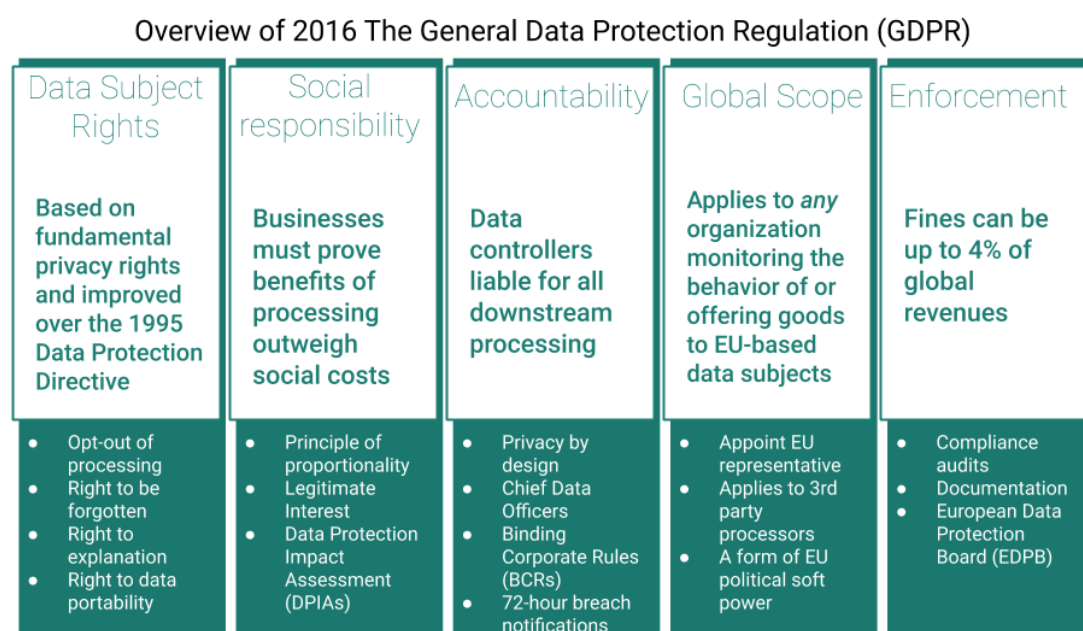 Overview of 2016 The General Data Protection Regulation (GDPR)
Data Subject
Rights
Based on
fundamental
privacy rights
and improved
over the 1995
Data Protection
Directive
● Opt-out of
processing
● Right to be
forgotten
● Right to
explanation
● Right to data
portability
Social
responsibility
Businesses
must prove
benefits of
processing
outweigh
social costs
● Principle of
proportionality
● Legitimate
Interest
● Data Protection
Impact
Assessment
(DPIAs)
Accountability
Data
controllers
liable for all
downstream
processing
● Privacy by
design
● Chief Data
Officers
● Binding
Corporate Rules
(BCRs)
● 72-hour breach
notifications
Global Scope
Applies to any
organization
monitoring the
behavior of or
offering goods
to EU-based
data subjects
● Appoint EU
representative
● Applies to 3rd
party
processors
● A form of EU
political soft
power
Enforcement
Fines can be
up to 4% of
global
revenues
● Compliance
audits
● Documentation
● European Data
Protection
Board (EDPB)